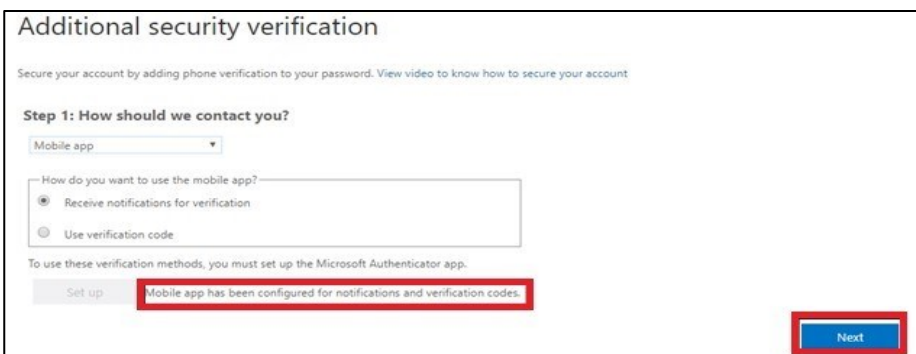 Additional security verification
Secure your account by adding phone verification to your password. View video to know how to secure your account
Step 1: How should we contact you?
Mobile app
How do you want to use the mobile app?
Receive notifications for verification
Use verification code
To use these verification methods, you must set up the Microsoft Authenticator app.
Set up Mobile app has been configured for notifications and verification codes.
Next